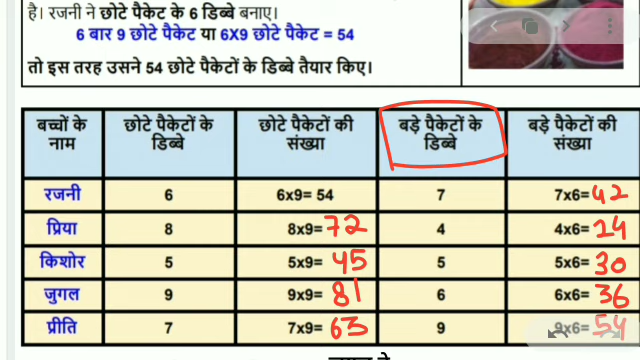 है। रजनी ने छोटे पैकेट के 6 डिब्बे बनाए।
6 बार 9 छोटे पैकेट या 6X9 छोटे पैकेट = 54
तो इस तरह उसने 54 छोटे पैकेटों के डिब्बे तैयार किए।
बच्चों के नाम छोटे पैकेटों के डिब्बे छोटे पैकेटों की संख्या बड़े पैकेटों के डिब्बे बड़े पैकेटों की संख्या
रजनी 6 6x9= 54 7 7x6= 42
प्रिया 8 8x9= 72 4 4x6= 24
किशोर 5 5x9= 45 5 5x6= 30
जुगल 9 9x9= 81 6 6x6= 36
प्रीति 7 7x9= 63 9 9x6= 54